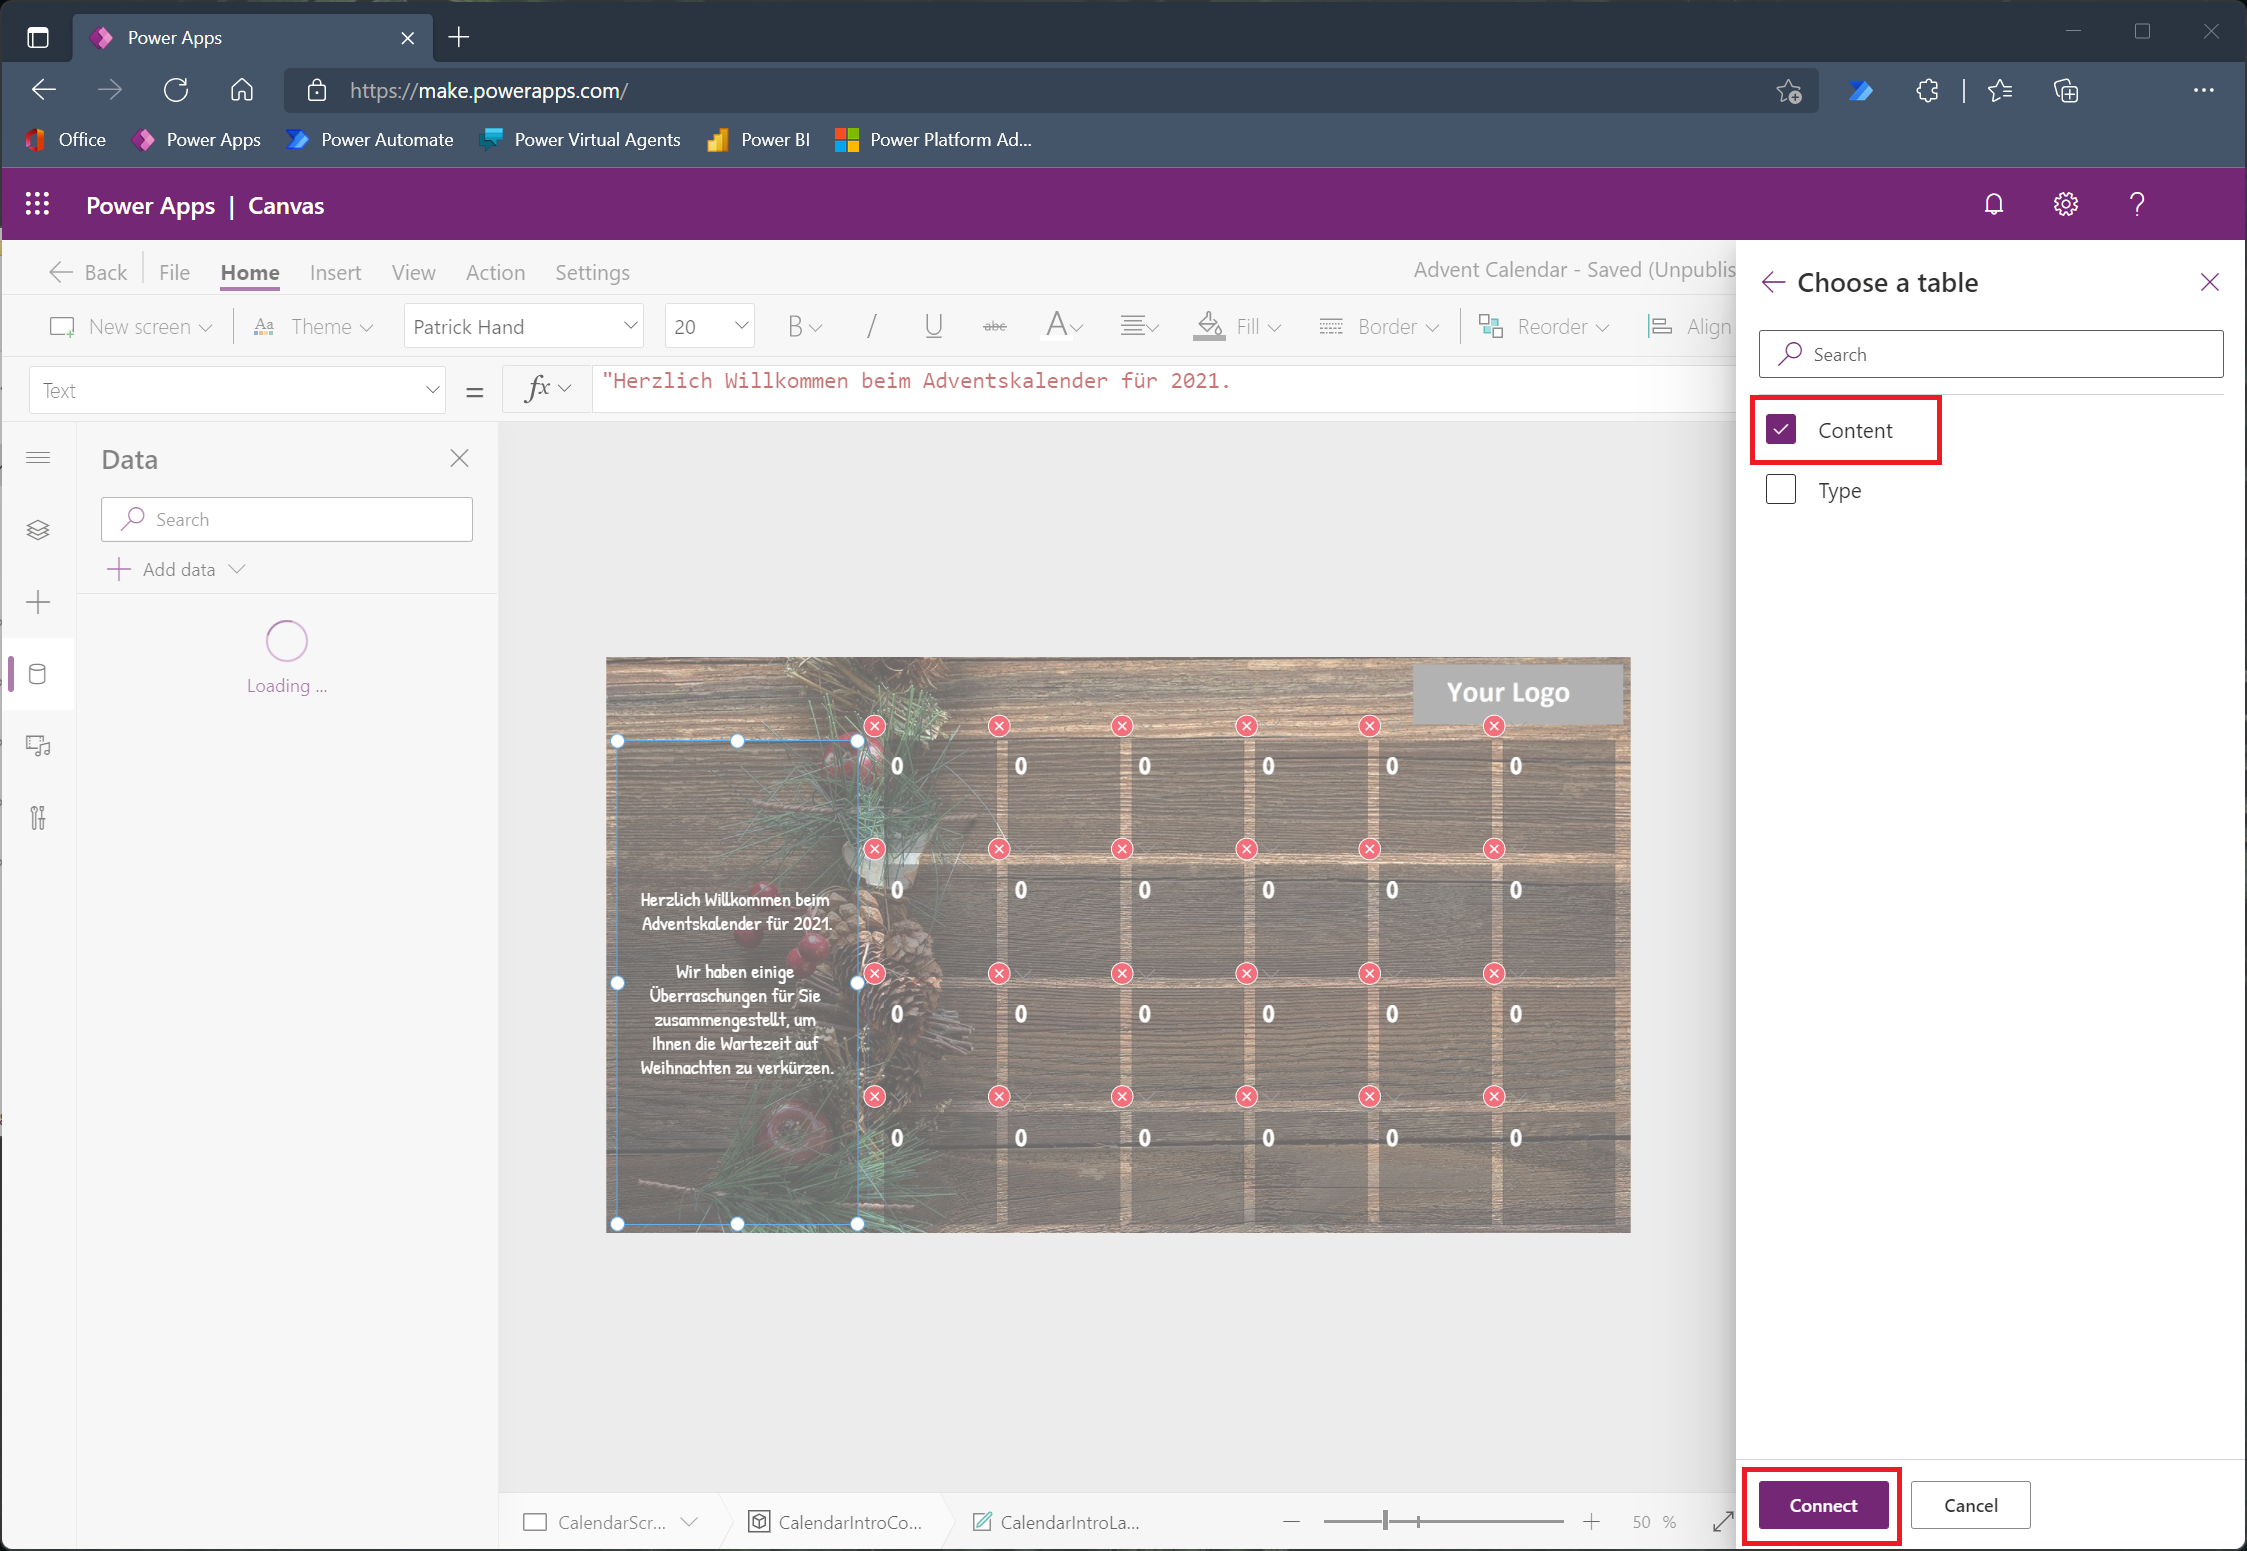 Power Apps
https://make.powerapps.com/
Office
Power Apps
Power Automate
Power Virtual Agents
Power BI
Power Platform Ad...
Power Apps | Canvas
Back
File
Home
Insert
View
Action
Settings
Advent Calendar - Saved (Unpublis
New screen
Theme
Patrick Hand
20
B
/
U
abc
A
Fill
Border
Reorder
Align
Text
=
fx
"Herzlich Willkommen beim Adventskalender für 2021.
Data
Search
Add data
Loading ...
Your Logo
0 0 0 0 0 0
0 0 0 0 0 0
0 0 0 0 0 0
0 0 0 0 0 0
Herzlich Willkommen beim
Adventskalender für 2021.
Wir haben einige
Überraschungen für Sie
zusammengestellt, um
Ihnen die Wartezeit auf
Weihnachten zu verkürzen.
CalendarScr...
CalendarIntroCo...
CalendarIntroLa...
50 %
Choose a table
Search
Content
Type
Connect
Cancel